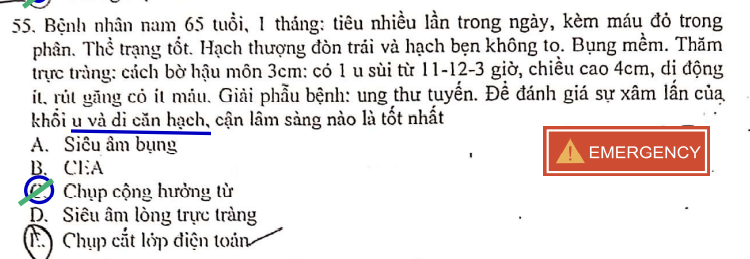 55. Bệnh nhân nam 65 tuổi, 1 tháng: tiêu nhiều lần trong ngày, kèm máu đỏ trong
phân. Thể trạng tốt. Hạch thượng đòn trái và hạch bẹn không to. Bụng mềm. Thăm
trực tràng: cách bờ hậu môn 3cm: có 1 u sùi từ 11-12-3 giờ, chiều cao 4cm, di động
ít, rút găng có ít máu. Giải phẫu bệnh: ung thư tuyến. Để đánh giá sự xâm lấn của
khối u và di căn hạch, cận lâm sàng nào là tốt nhất
A. Siêu âm bụng
B. CEA
C. Chụp cộng hưởng từ
D. Siêu âm lòng trực tràng
E. Chụp cắt lớp điện toán
EMERGENCY